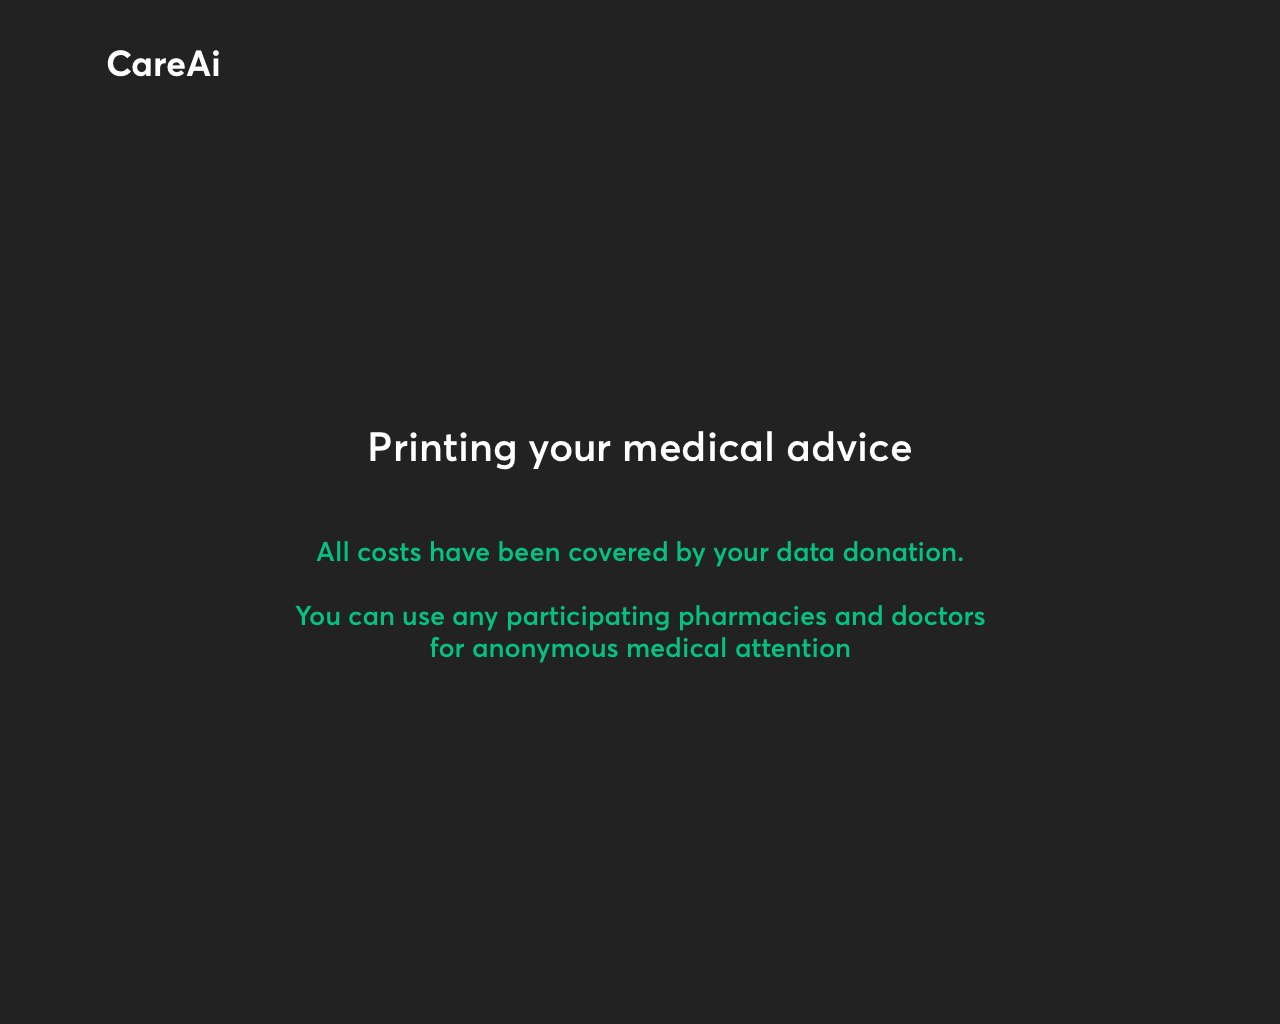 CareAi
Printing your medical advice
All costs have been covered by your data donation.
You can use any participating pharmacies and doctors
for anonymous medical attention